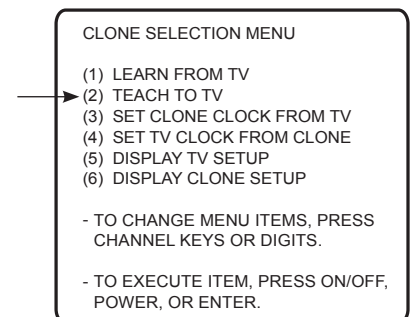 CLONE SELECTION MENU
(1) LEARN FROM TV
(2) TEACH TO TV
(3) SET CLONE CLOCK FROM TV
(4) SET TV CLOCK FROM CLONE
(5) DISPLAY TV SETUP
(6) DISPLAY CLONE SETUP
- TO CHANGE MENU ITEMS, PRESS
CHANNEL KEYS OR DIGITS.
- TO EXECUTE ITEM, PRESS ON/OFF,
POWER, OR ENTER.